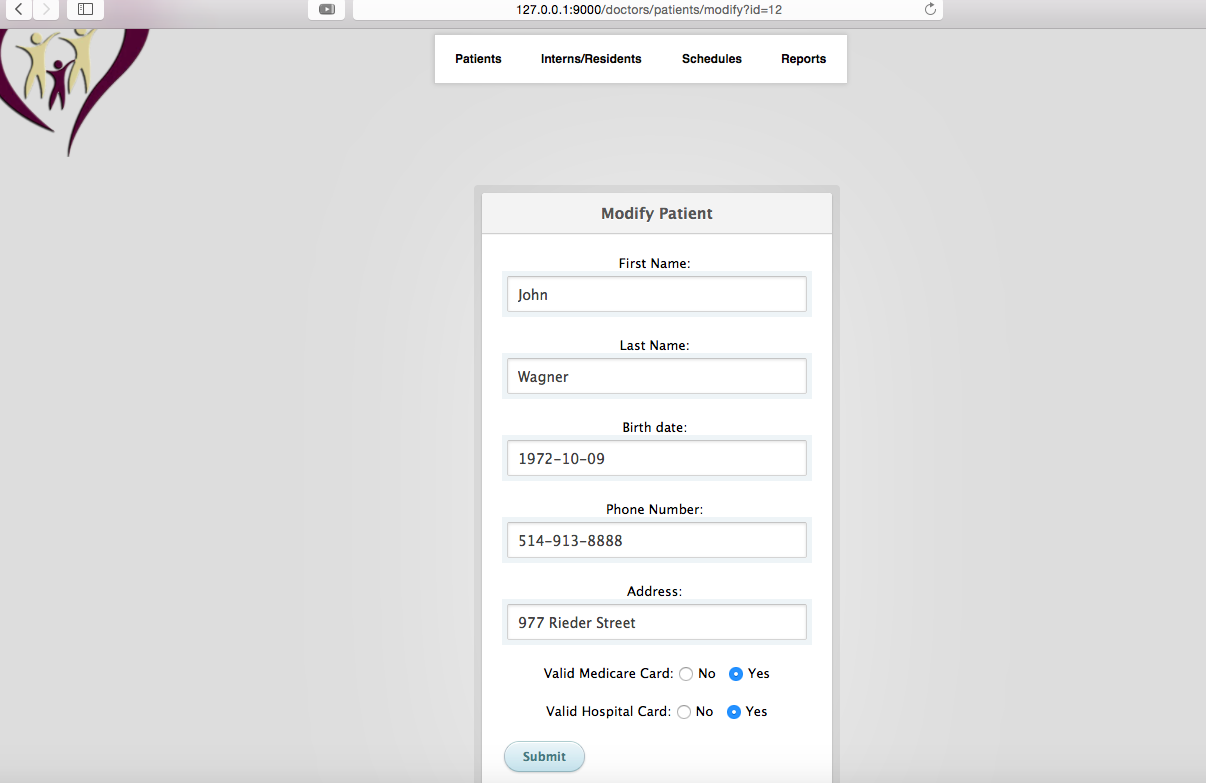 127.0.0.1:9000/doctors/patients/modify?id=12
Patients Interns/Residents Schedules Reports
Modify Patient
First Name:
John
Last Name:
Wagner
Birth date:
1972-10-09
Phone Number:
514-913-8888
Address:
977 Rieder Street
Valid Medicare Card: No Yes
Valid Hospital Card: No Yes
Submit